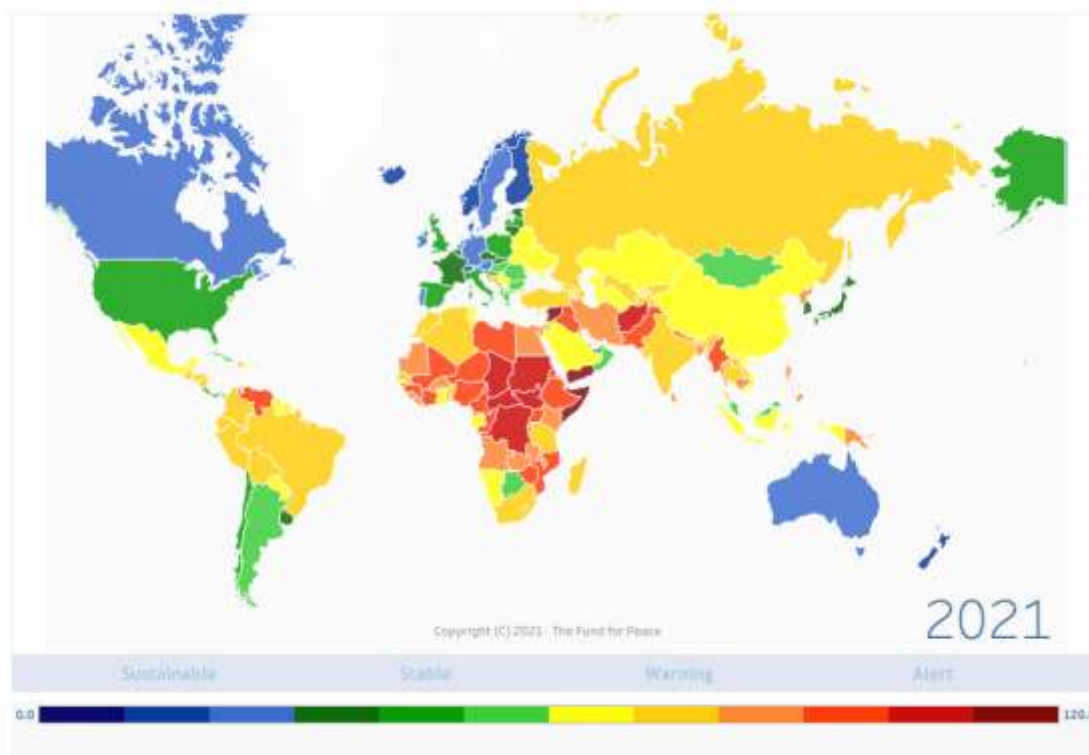 Copyright (C) 2021 - The Fund for Peace
2021
Sustainable Stable Warning Alert
0.0 120.